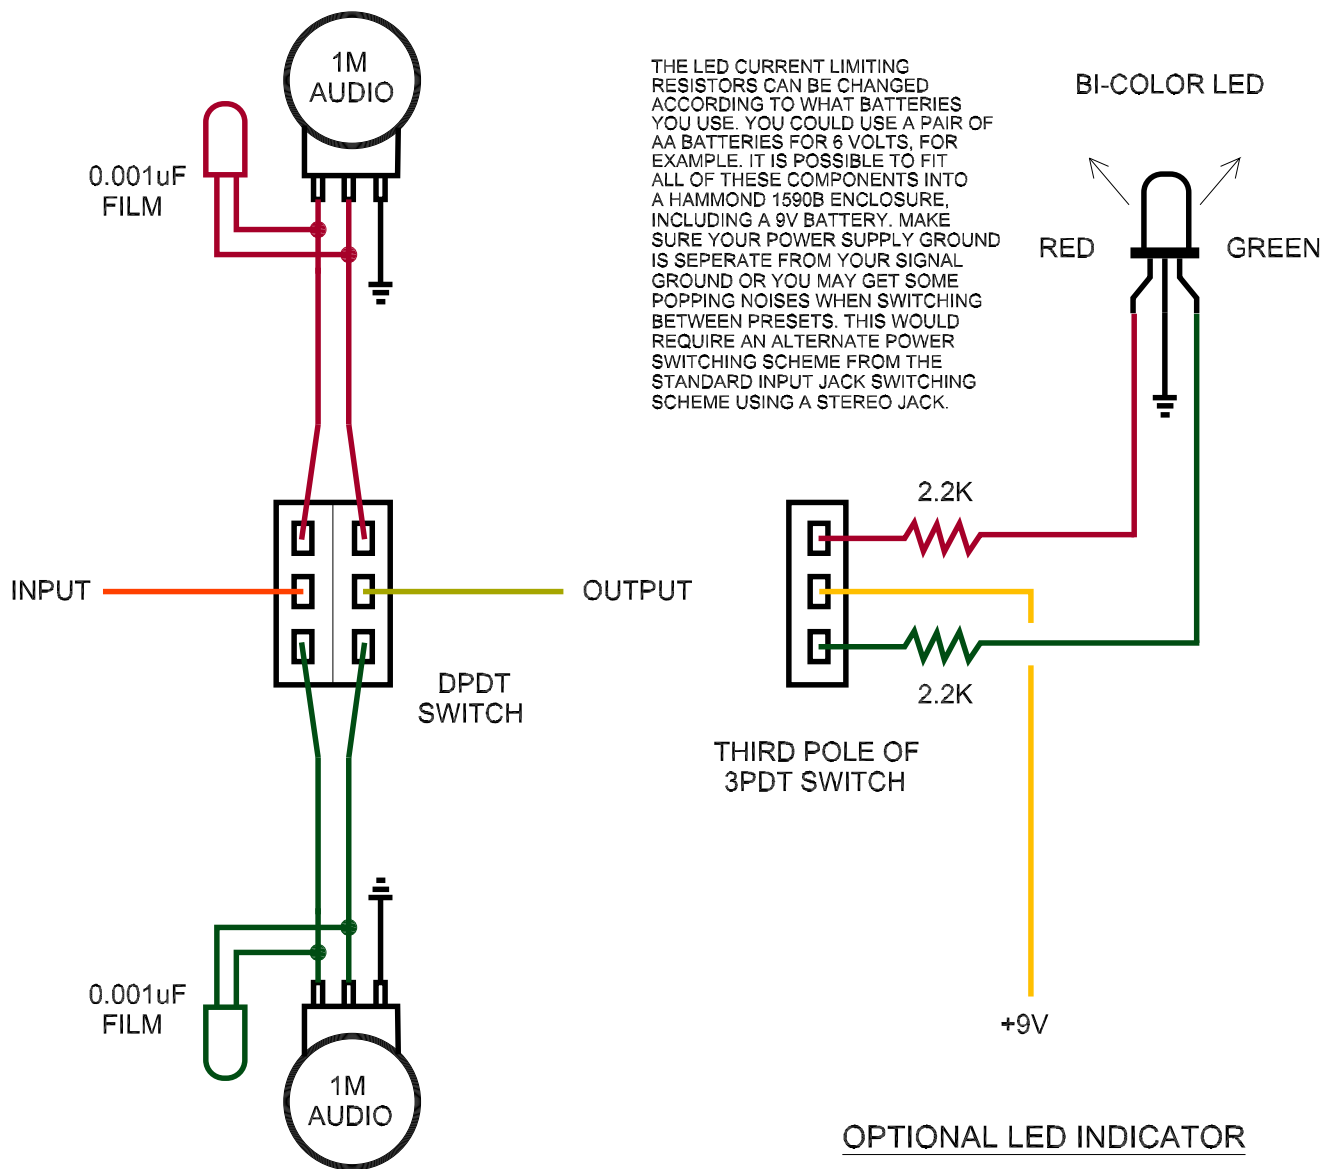 1M
AUDIO
0.001uF
FILM
THE LED CURRENT LIMITING
RESISTORS CAN BE CHANGED
ACCORDING TO WHAT BATTERIES
YOU USE. YOU COULD USE A PAIR OF
AA BATTERIES FOR 6 VOLTS, FOR
EXAMPLE. IT IS POSSIBLE TO FIT
ALL OF THESE COMPONENTS INTO
A HAMMOND 1590B ENCLOSURE,
INCLUDING A 9V BATTERY. MAKE
SURE YOUR POWER SUPPLY GROUND
IS SEPERATE FROM YOUR SIGNAL
GROUND OR YOU MAY GET SOME
POPPING NOISES WHEN SWITCHING
BETWEEN PRESETS. THIS WOULD
REQUIRE AN ALTERNATE POWER
SWITCHING SCHEME FROM THE
STANDARD INPUT JACK SWITCHING
SCHEME USING A STEREO JACK.
BI-COLOR LED
RED
GREEN
INPUT
OUTPUT
DPDT
SWITCH
2.2K
2.2K
THIRD POLE OF
3PDT SWITCH
+9V
0.001uF
FILM
1M
AUDIO
OPTIONAL LED INDICATOR